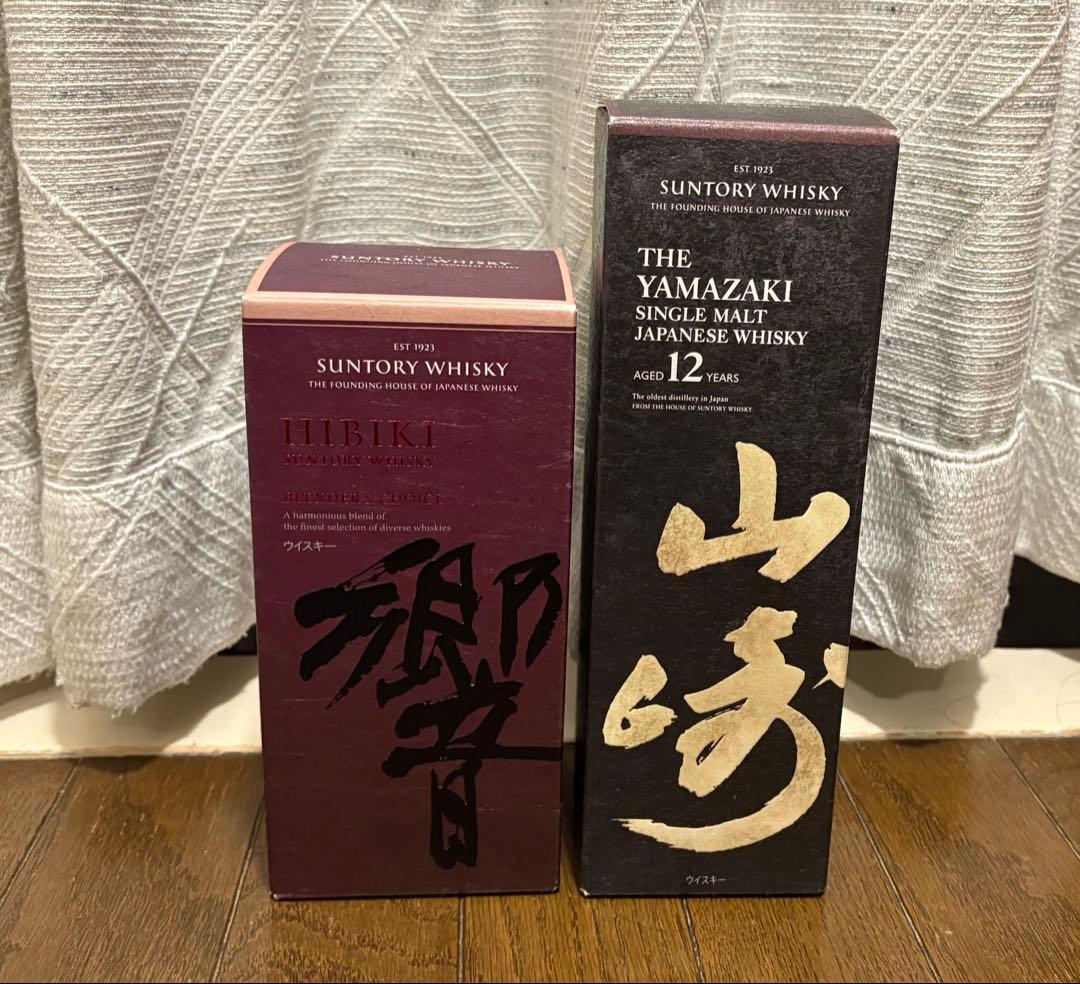 SUNTORY WHISKY
THE FOUNDING HOUSE OF JAPANESE WHISKY
EST 1923
SUNTORY WHISKY
THE FOUNDING HOUSE OF JAPANESE WHISKY
HIBIKI
SUNTORY WHISKY
BLENDER'S CHOICE
A harmonious blend of
the finest selection of diverse whiskies
ウイスキー
響
EST 1923
SUNTORY WHISKY
THE FOUNDING HOUSE OF JAPANESE WHISKY
THE
YAMAZAKI
SINGLE MALT
JAPANESE WHISKY
AGED 12 YEARS
The oldest distillery in Japan
FROM THE HOUSE OF SUNTORY WHISKY
山
崎
ウイスキー